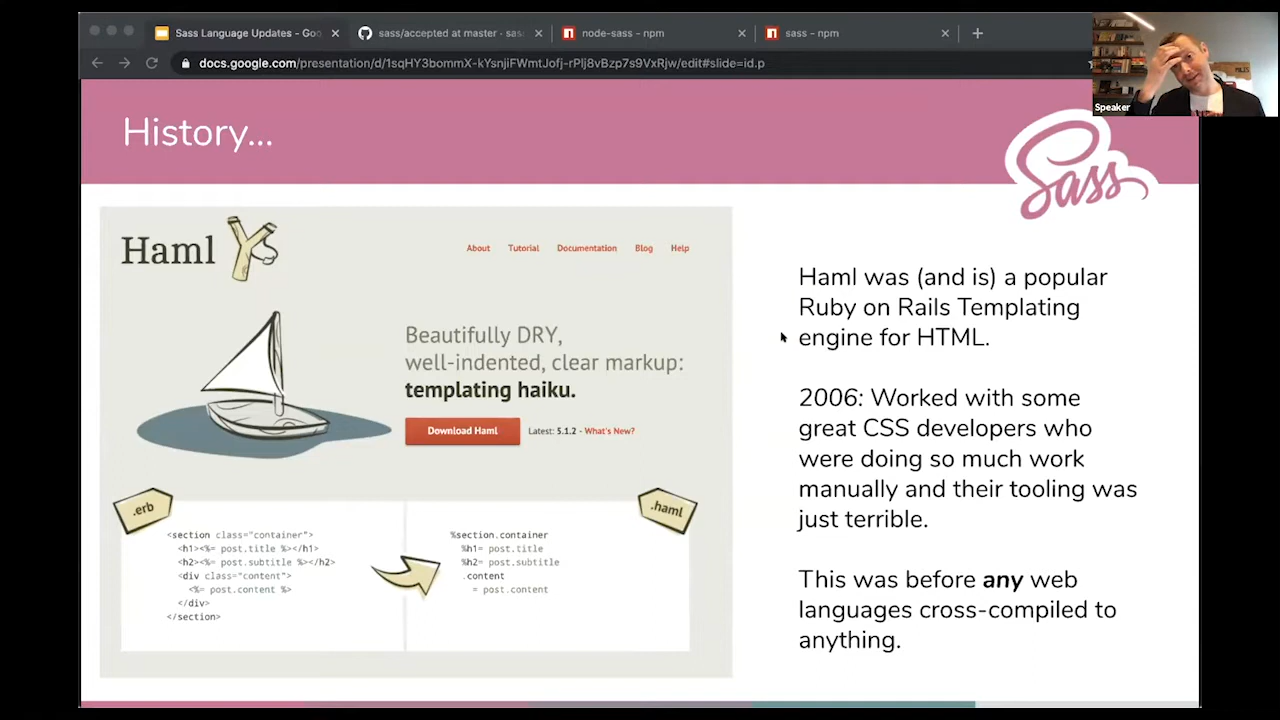 Sass Language Updates - Goo
sass/accepted at master · sass
node-sass - npm
sass - npm
docs.google.com/presentation/d/1sqHY3bommX-kYsnjiFWmtJofj-rPlj8vBzp7s9VxRjw/edit#slide=id.p
Speaker
History...
Sass
Haml
About Tutorial Documentation Blog Help
Beautifully DRY,
well-indented, clear markup:
templating haiku.
Download Haml Latest: 5.1.2 - What's New?
.erb
.haml
<section class="container">
<h1><%= post.title %></h1>
<h2><%= post.subtitle %></h2>
<div class="content">
<%= post.content %>
</div>
</section>
%section.container
%h1= post.title
%h2= post.subtitle
.content
= post.content
Haml was (and is) a popular
Ruby on Rails Templating
engine for HTML.
2006: Worked with some
great CSS developers who
were doing so much work
manually and their tooling was
just terrible.
This was before any web
languages cross-compiled to
anything.